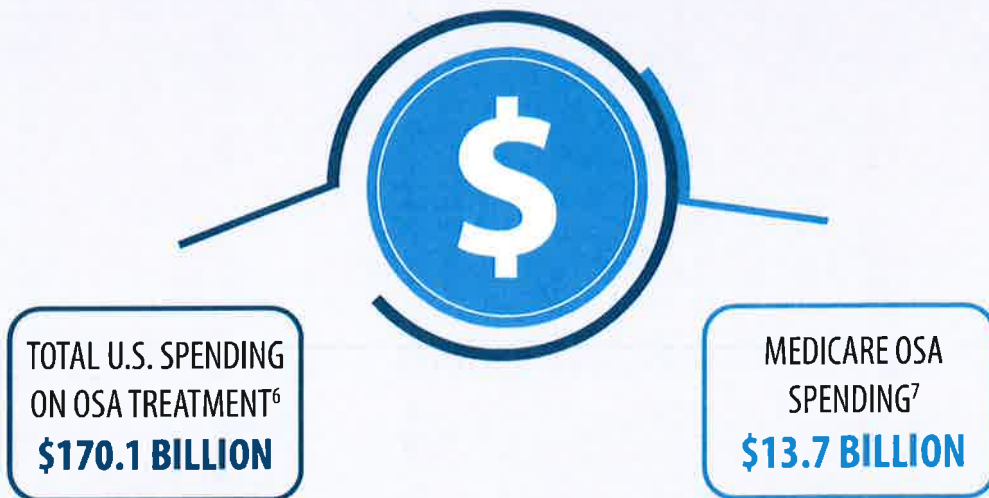 $
TOTAL U.S. SPENDING
ON OSA TREATMENT⁶
$170.1 BILLION
MEDICARE OSA
SPENDING⁷
$13.7 BILLION